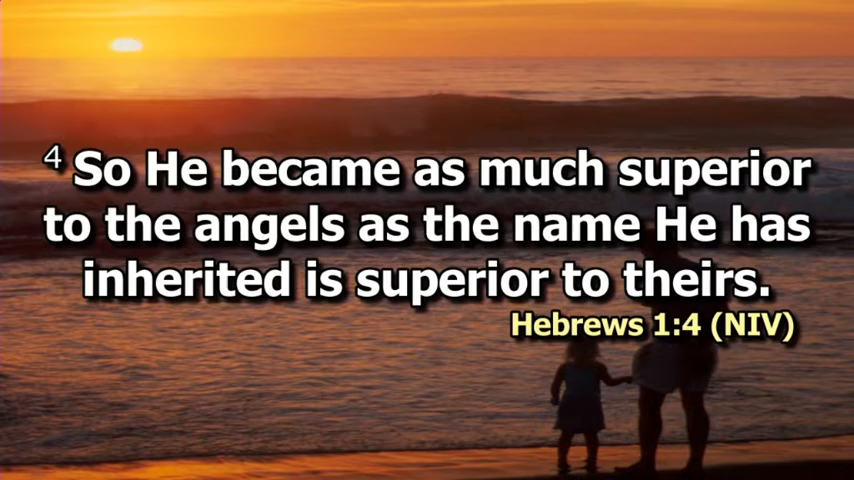 4 So He became as much superior
to the angels as the name He has
inherited is superior to theirs.
Hebrews 1:4 (NIV)